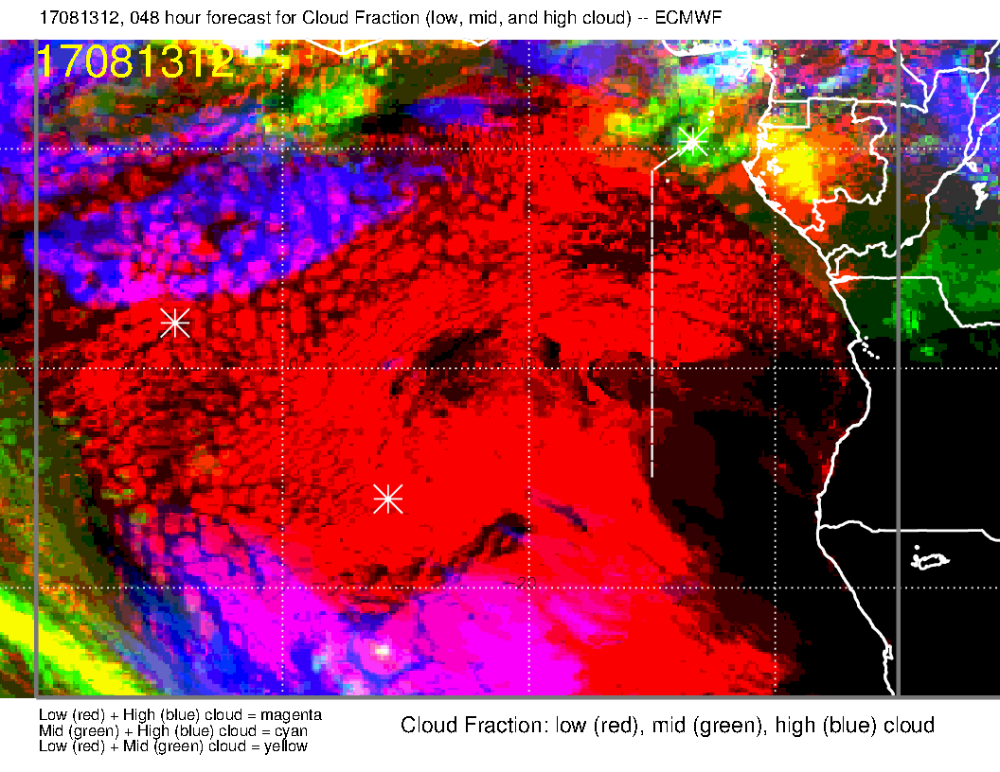 17081312, 048 hour forecast for Cloud Fraction (low, mid, and high cloud) -- ECMWF
17081312
0
-10
-20
Low (red) + High (blue) cloud = magenta
Mid (green) + High (blue) cloud = cyan
Low (red) + Mid (green) cloud = yellow
Cloud Fraction: low (red), mid (green), high (blue) cloud